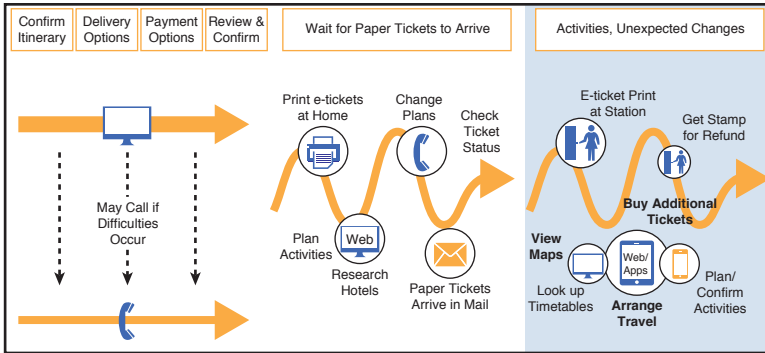 Confirm
Itinerary
Delivery
Options
Payment
Options
Review &
Confirm
Wait for Paper Tickets to Arrive
Activities, Unexpected Changes
May Call if
Difficulties
Occur
Print e-tickets
at Home
Change
Plans
Check
Ticket
Status
Plan
Activities
Web
Research
Hotels
Paper Tickets
Arrive in Mail
E-ticket Print
at Station
Get Stamp
for Refund
Buy Additional
Tickets
View
Maps
Web/
Apps
Look up
Timetables
Arrange
Travel
Plan/
Confirm
Activities